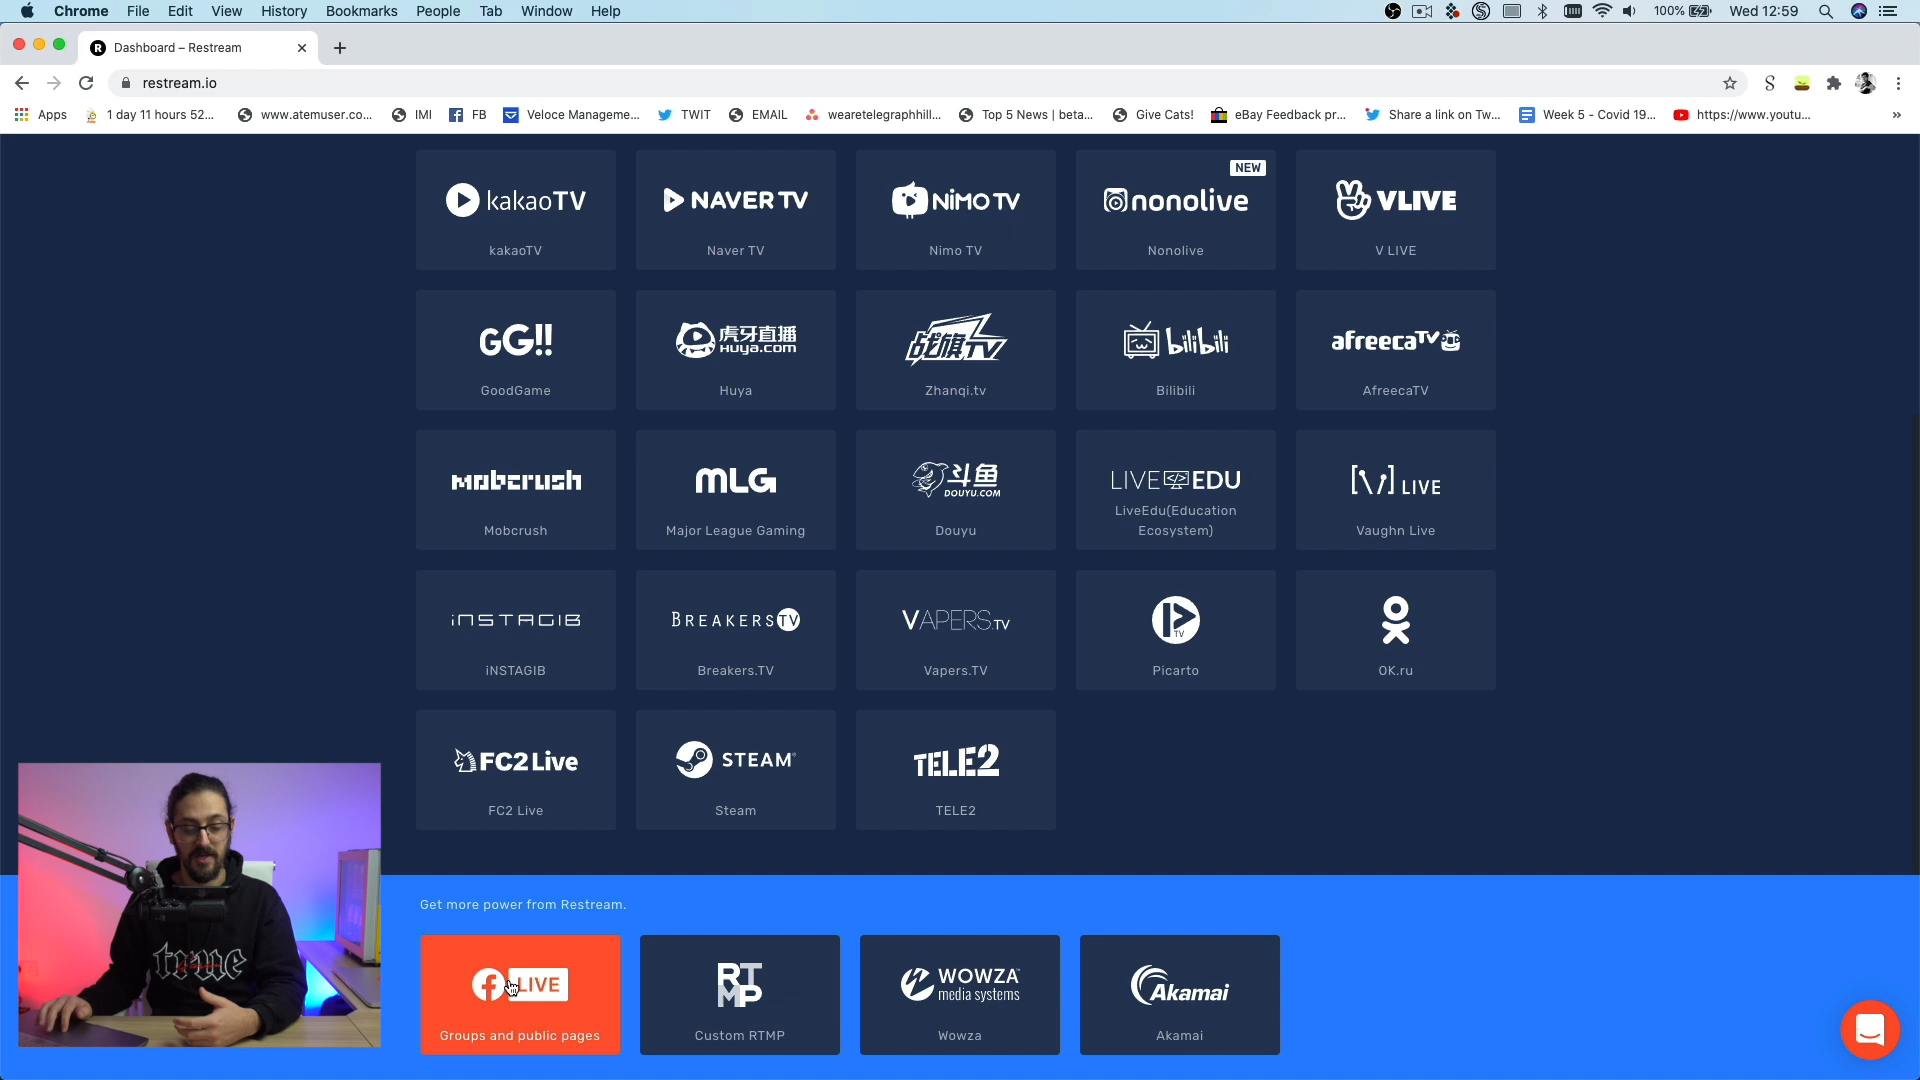 Chrome File Edit View History Bookmarks People Tab Window Help
100% Wed 12:59
Dashboard – Restream
restream.io
Apps
1 day 11 hours 52...
www.atemuser.co...
IMI
FB
Veloce Manageme...
TWIT
EMAIL
wearetelegraphhill...
Top 5 News | beta...
Give Cats!
eBay Feedback pr...
Share a link on Tw...
Week 5 - Covid 19...
https://www.youtu...
»
kakaoTV
NAVER TV
NiMO TV
NEW
nonolive
VLIVE
kakaoTV
Naver TV
Nimo TV
Nonolive
V LIVE
GG!!
虎牙直播
HUYA.com
战旗TV
bilibili
afreecaTV
GoodGame
Huya
Zhanqi.tv
Bilibili
AfreecaTV
Mobcrush
MLG
斗鱼
DOUYU.COM
LIVE EDU
[\/] LIVE
Mobcrush
Major League Gaming
Douyu
LiveEdu(Education
Ecosystem)
Vaughn Live
iNSTAGIB
BREAKERS TV
VAPERS.TV
TV
iNSTAGIB
Breakers.TV
Vapers.TV
Picarto
OK.ru
FC2 Live
STEAM®
TELE2
FC2 Live
Steam
TELE2
true
Get more power from Restream.
LIVE
RTMP
WOWZA™
media systems
Akamai
Groups and public pages
Custom RTMP
Wowza
Akamai